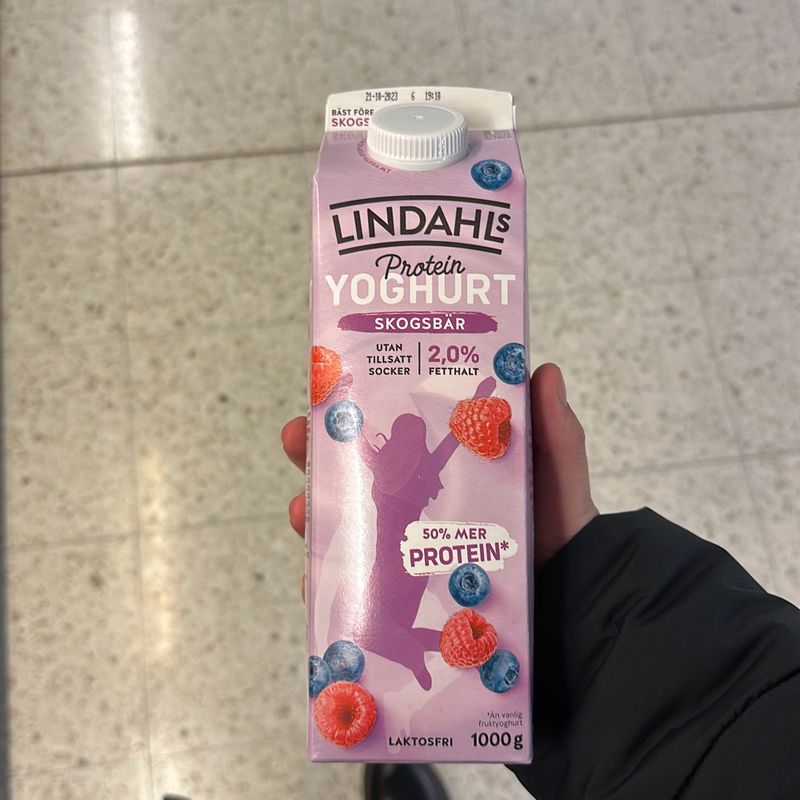 21-10-2023 6 19:10
BÄST FÖRE
SKOGS
LINDAHLS
Protein
YOGHURT
SKOGSBÄR
UTAN
TILLSATT
SOCKER
2,0%
FETTHALT
50% MER
PROTEIN*
*Än vanlig
fruktyoghurt
LAKTOSFRI 1000 g